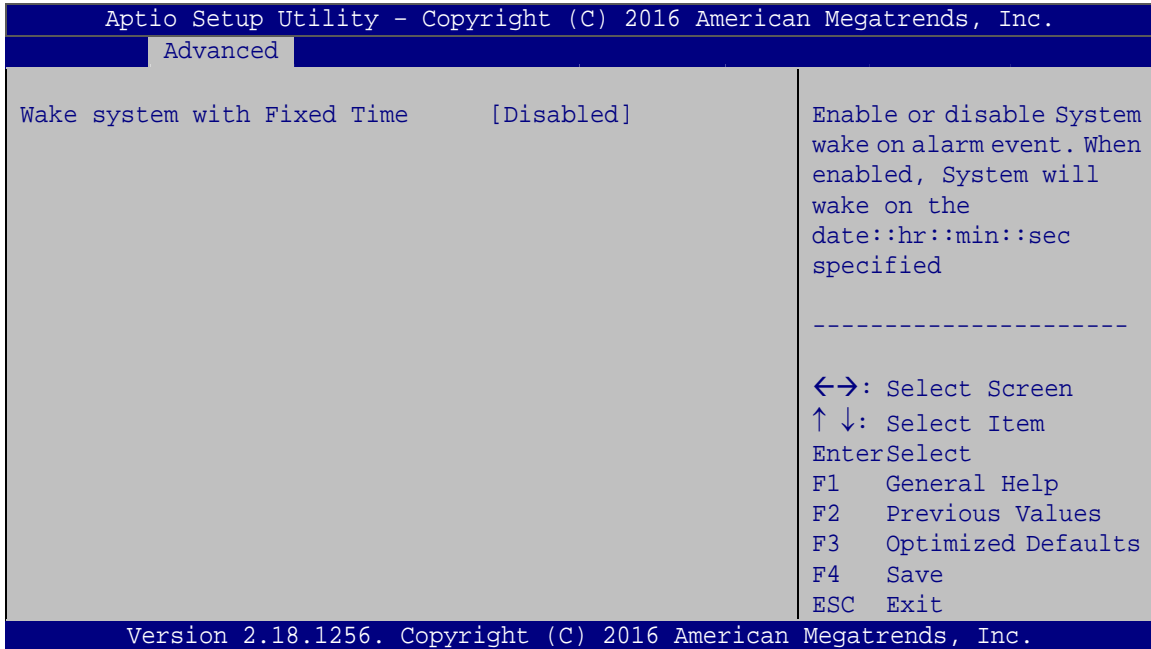 Aptio Setup Utility – Copyright (C) 2016 American Megatrends, Inc.
Advanced
Wake system with Fixed Time [Disabled]
Enable or disable System
wake on alarm event. When
enabled, System will
wake on the
date::hr::min::sec
specified
----------------------
←→: Select Screen
↑ ↓: Select Item
EnterSelect
F1 General Help
F2 Previous Values
F3 Optimized Defaults
F4 Save
ESC Exit
Version 2.18.1256. Copyright (C) 2016 American Megatrends, Inc.